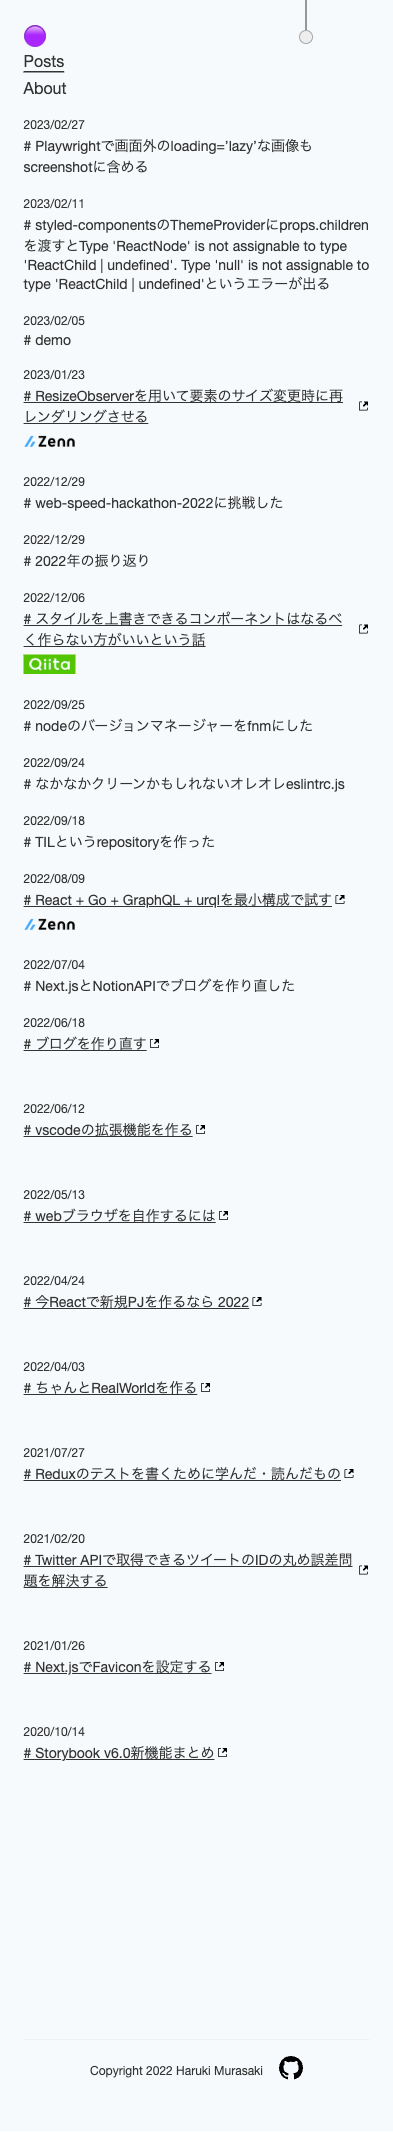 Posts
About
2023/02/27
# Playwrightで画面外のloading='lazy'な画像も
screenshotに含める
2023/02/11
# styled-componentsのThemeProviderにprops.children
を渡すとType 'ReactNode' is not assignable to type
'ReactChild | undefined'. Type 'null' is not assignable to
type 'ReactChild | undefined'というエラーが出る
2023/02/05
# demo
2023/01/23
# ResizeObserverを用いて要素のサイズ変更時に再
レンダリングさせる
Zenn
2022/12/29
# web-speed-hackathon-2022に挑戦した
2022/12/29
# 2022年の振り返り
2022/12/06
# スタイルを上書きできるコンポーネントはなるべ
く作らない方がいいという話
Qiita
2022/09/25
# nodeのバージョンマネージャーをfnmにした
2022/09/24
# なかなかクリーンかもしれないオレオレeslintrc.js
2022/09/18
# TILというrepositoryを作った
2022/08/09
# React + Go + GraphQL + urqlを最小構成で試す
Zenn
2022/07/04
# Next.jsとNotionAPIでブログを作り直した
2022/06/18
# ブログを作り直す
2022/06/12
# vscodeの拡張機能を作る
2022/05/13
# webブラウザを自作するには
2022/04/24
# 今Reactで新規PJを作るなら 2022
2022/04/03
# ちゃんとRealWorldを作る
2021/07/27
# Reduxのテストを書くために学んだ・読んだもの
2021/02/20
# Twitter APIで取得できるツイートのIDの丸め誤差問
題を解決する
2021/01/26
# Next.jsでFaviconを設定する
2020/10/14
# Storybook v6.0新機能まとめ
Copyright 2022 Haruki Murasaki